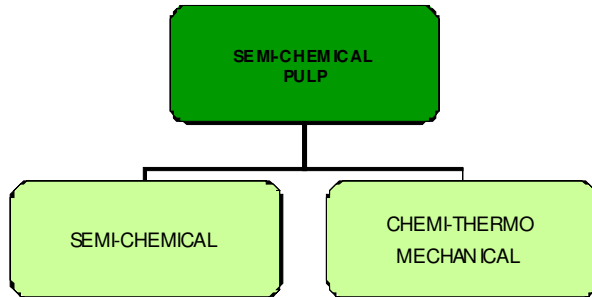 SEMI-CHEMICAL
PULP
SEMI-CHEMICAL
CHEMI-THERMO
MECHANICAL